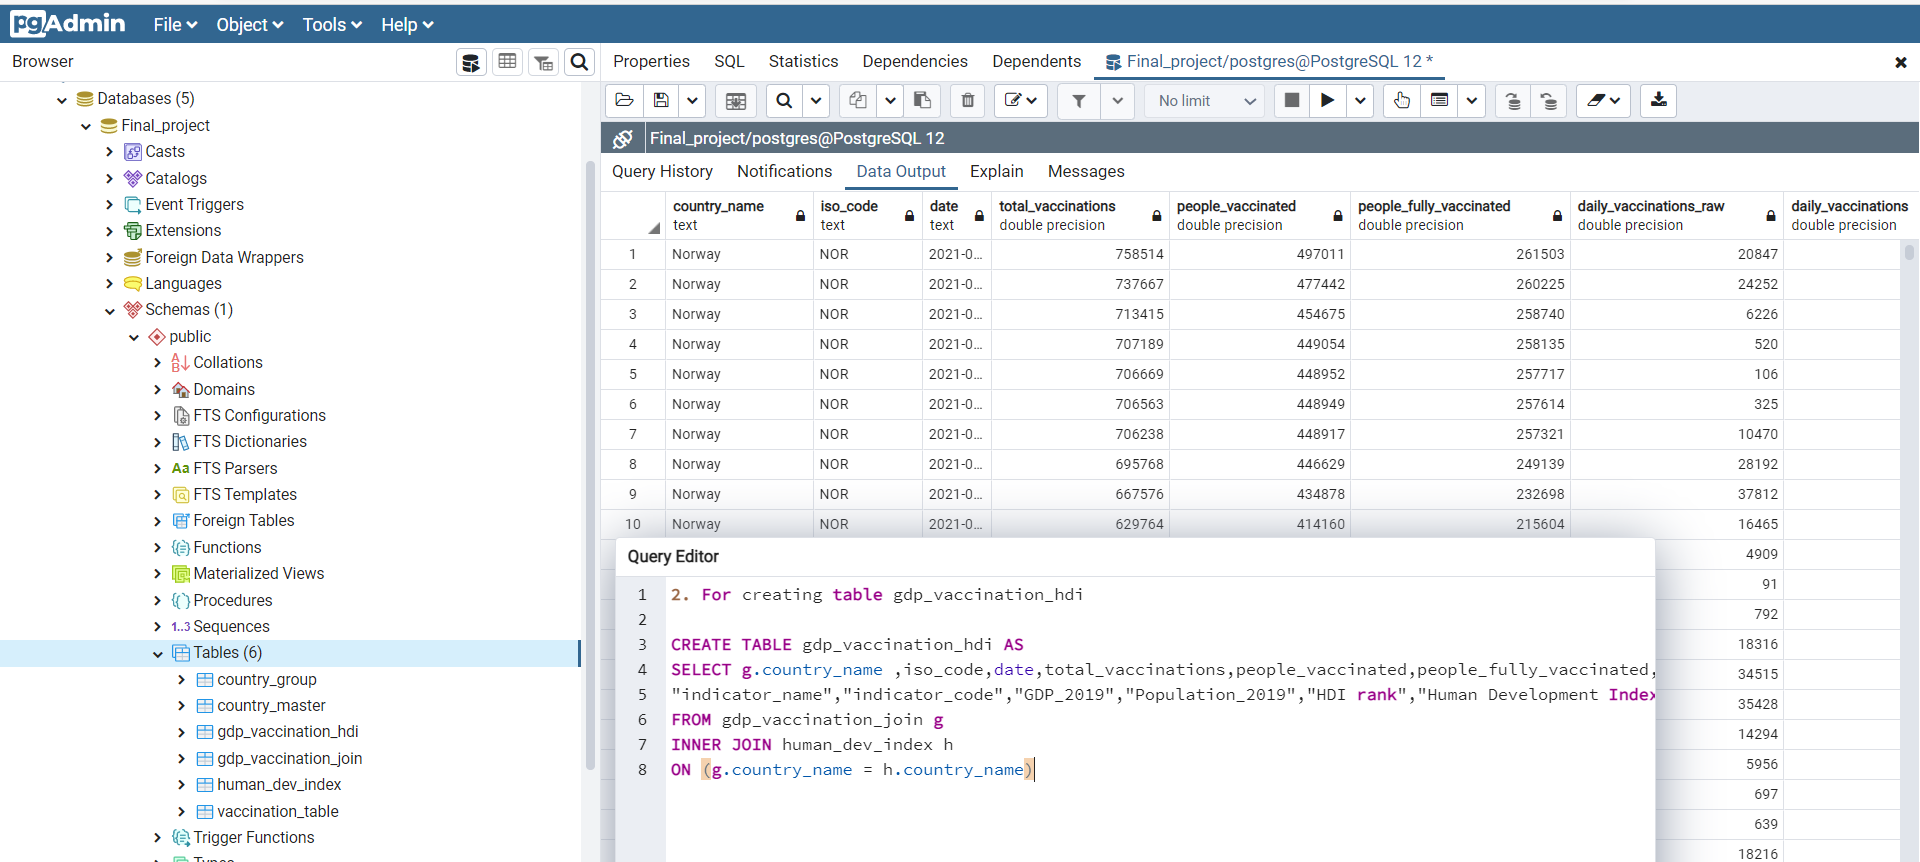 pgAdmin File Object Tools Help
Browser
Properties SQL Statistics Dependencies Dependents Final_project/postgres@PostgreSQL 12 *
Databases (5)
Final_project
Casts
Catalogs
Event Triggers
Extensions
Foreign Data Wrappers
Languages
Schemas (1)
public
Collations
Domains
FTS Configurations
FTS Dictionaries
Aa FTS Parsers
FTS Templates
Foreign Tables
Functions
Materialized Views
Procedures
1..3 Sequences
Tables (6)
country_group
country_master
gdp_vaccination_hdi
gdp_vaccination_join
human_dev_index
vaccination_table
Trigger Functions
No limit
Final_project/postgres@PostgreSQL 12
Query History Notifications Data Output Explain Messages
country_name iso_code date total_vaccinations people_vaccinated people_fully_vaccinated daily_vaccinations_raw daily_vaccinations
text text text double precision double precision double precision double precision double precision
1 Norway NOR 2021-0... 758514 497011 261503 20847
2 Norway NOR 2021-0... 737667 477442 260225 24252
3 Norway NOR 2021-0... 713415 454675 258740 6226
4 Norway NOR 2021-0... 707189 449054 258135 520
5 Norway NOR 2021-0... 706669 448952 257717 106
6 Norway NOR 2021-0... 706563 448949 257614 325
7 Norway NOR 2021-0... 706238 448917 257321 10470
8 Norway NOR 2021-0... 695768 446629 249139 28192
9 Norway NOR 2021-0... 667576 434878 232698 37812
10 Norway NOR 2021-0... 629764 414160 215604 16465
4909
91
792
18316
34515
35428
14294
5956
697
639
18216
Query Editor
1 2. For creating table gdp_vaccination_hdi
2
3 CREATE TABLE gdp_vaccination_hdi AS
4 SELECT g.country_name ,iso_code,date,total_vaccinations,people_vaccinated,people_fully_vaccinated,
5 "indicator_name","indicator_code","GDP_2019","Population_2019","HDI rank","Human Development Index
6 FROM gdp_vaccination_join g
7 INNER JOIN human_dev_index h
8 ON (g.country_name = h.country_name)